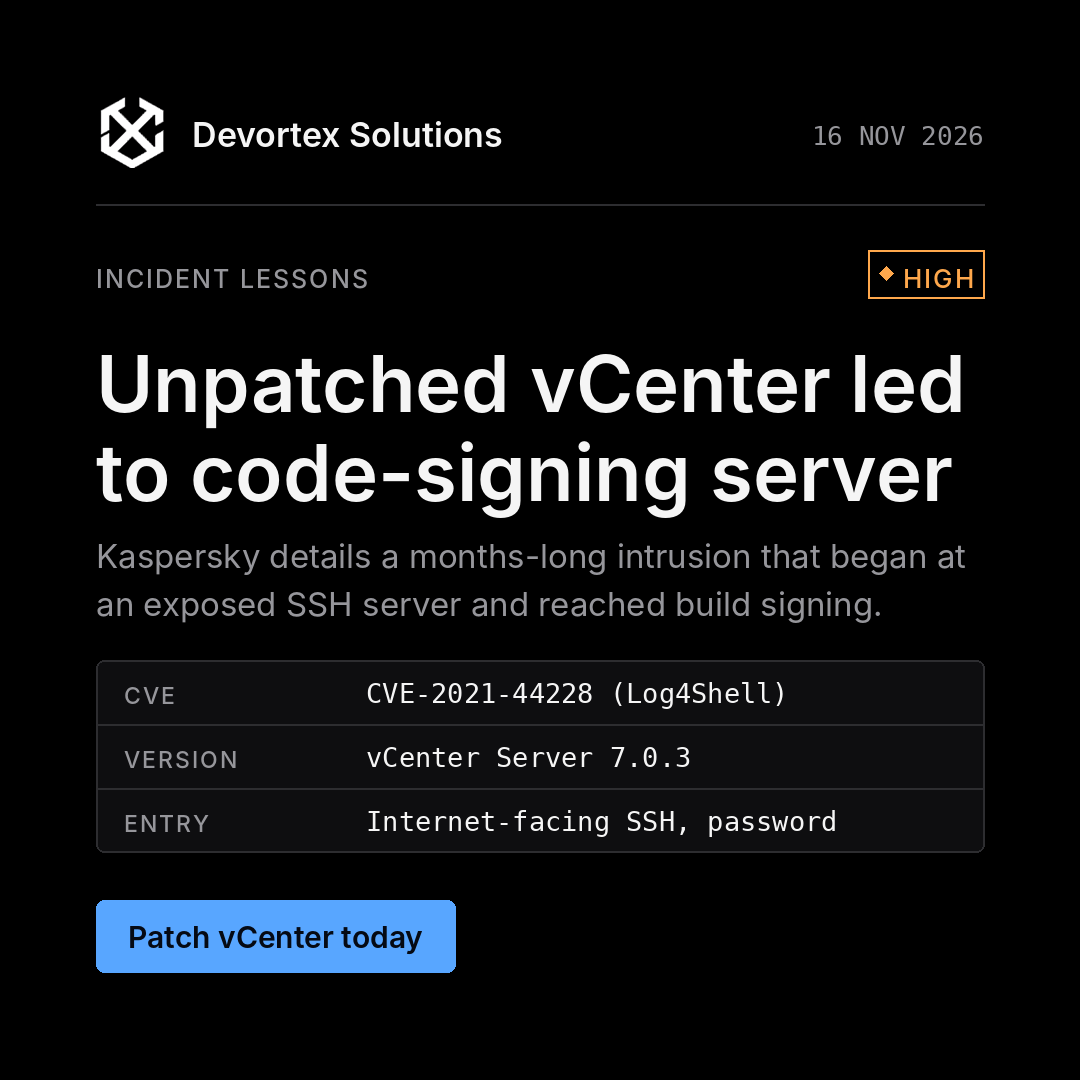 Devortex Solutions
16 NOV 2026
INCIDENT LESSONS
HIGH
Unpatched vCenter led
to code-signing server
Kaspersky details a months-long intrusion that began at
an exposed SSH server and reached build signing.
CVE CVE-2021-44228 (Log4Shell)
VERSION vCenter Server 7.0.3
ENTRY Internet-facing SSH, password
Patch vCenter today